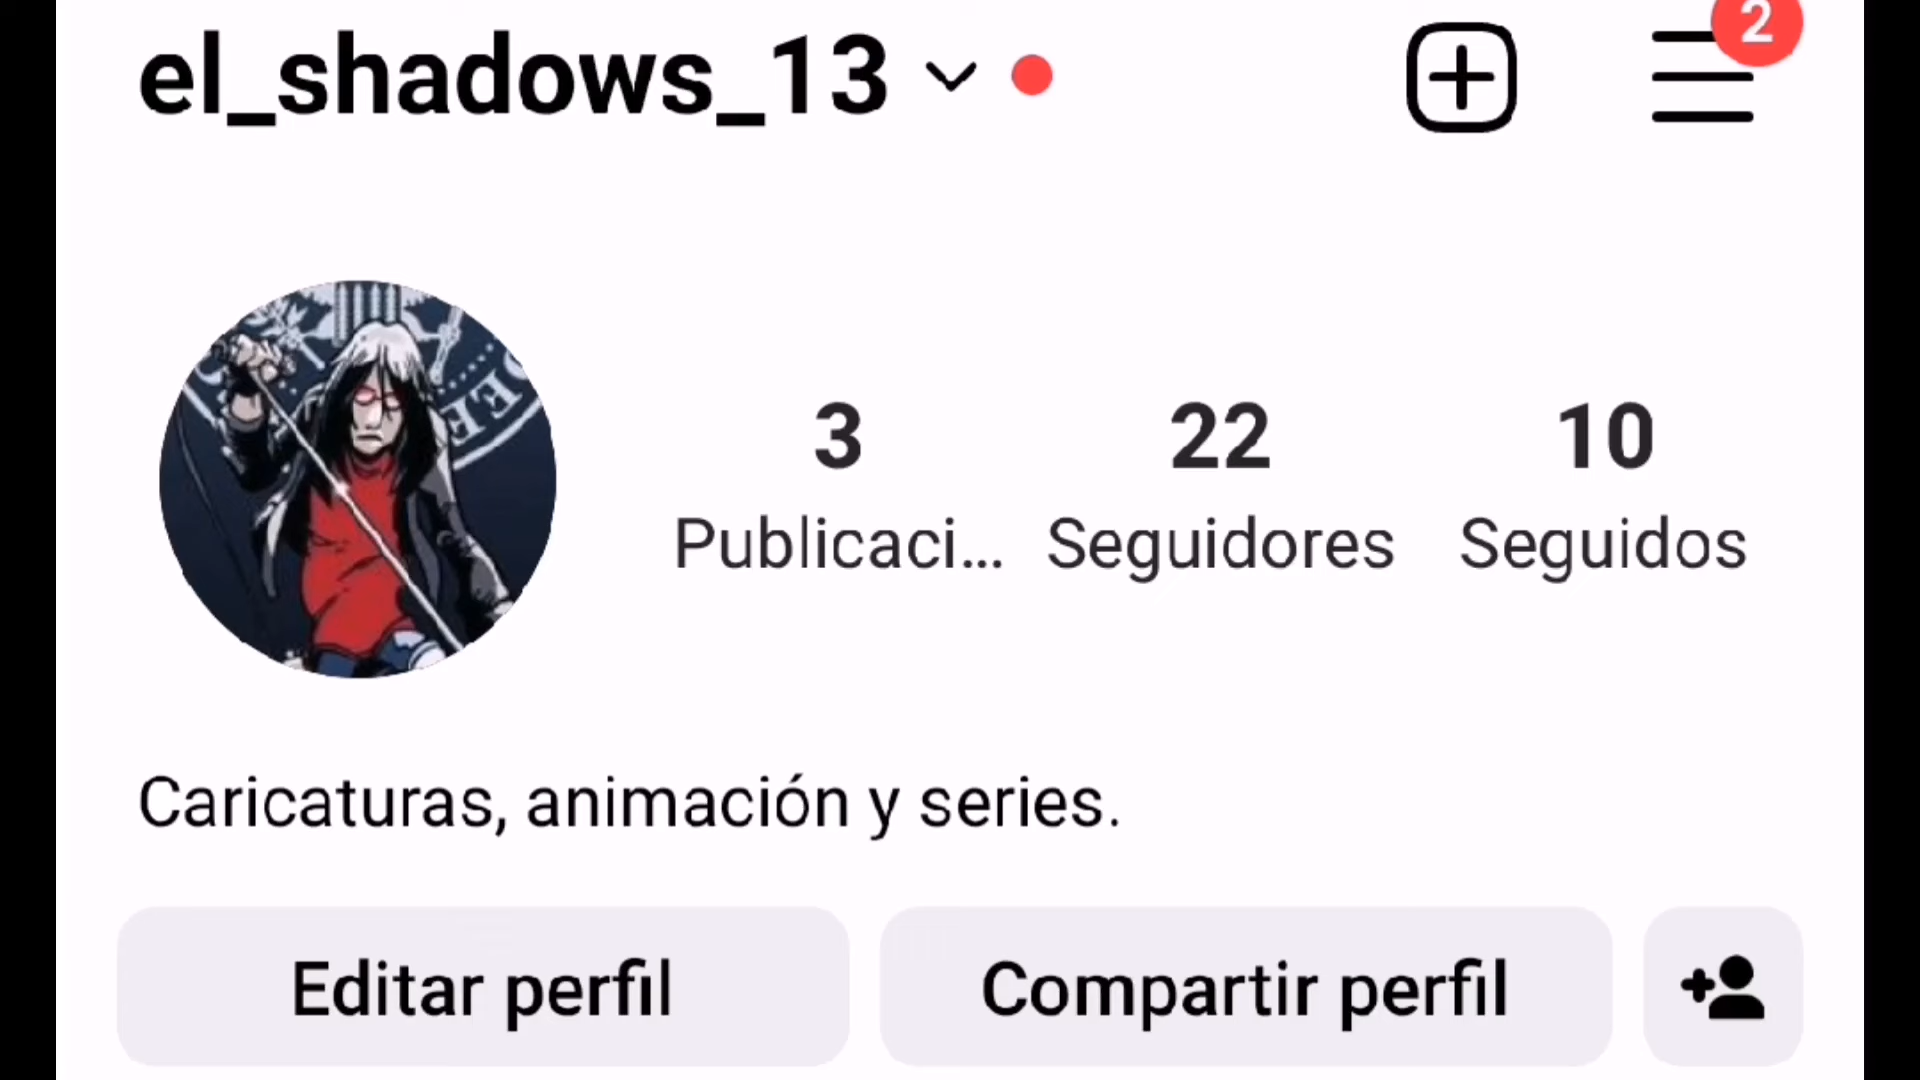 el_shadows_13
2
3 22 10
Publicaci... Seguidores Seguidos
Caricaturas, animación y series.
Editar perfil Compartir perfil